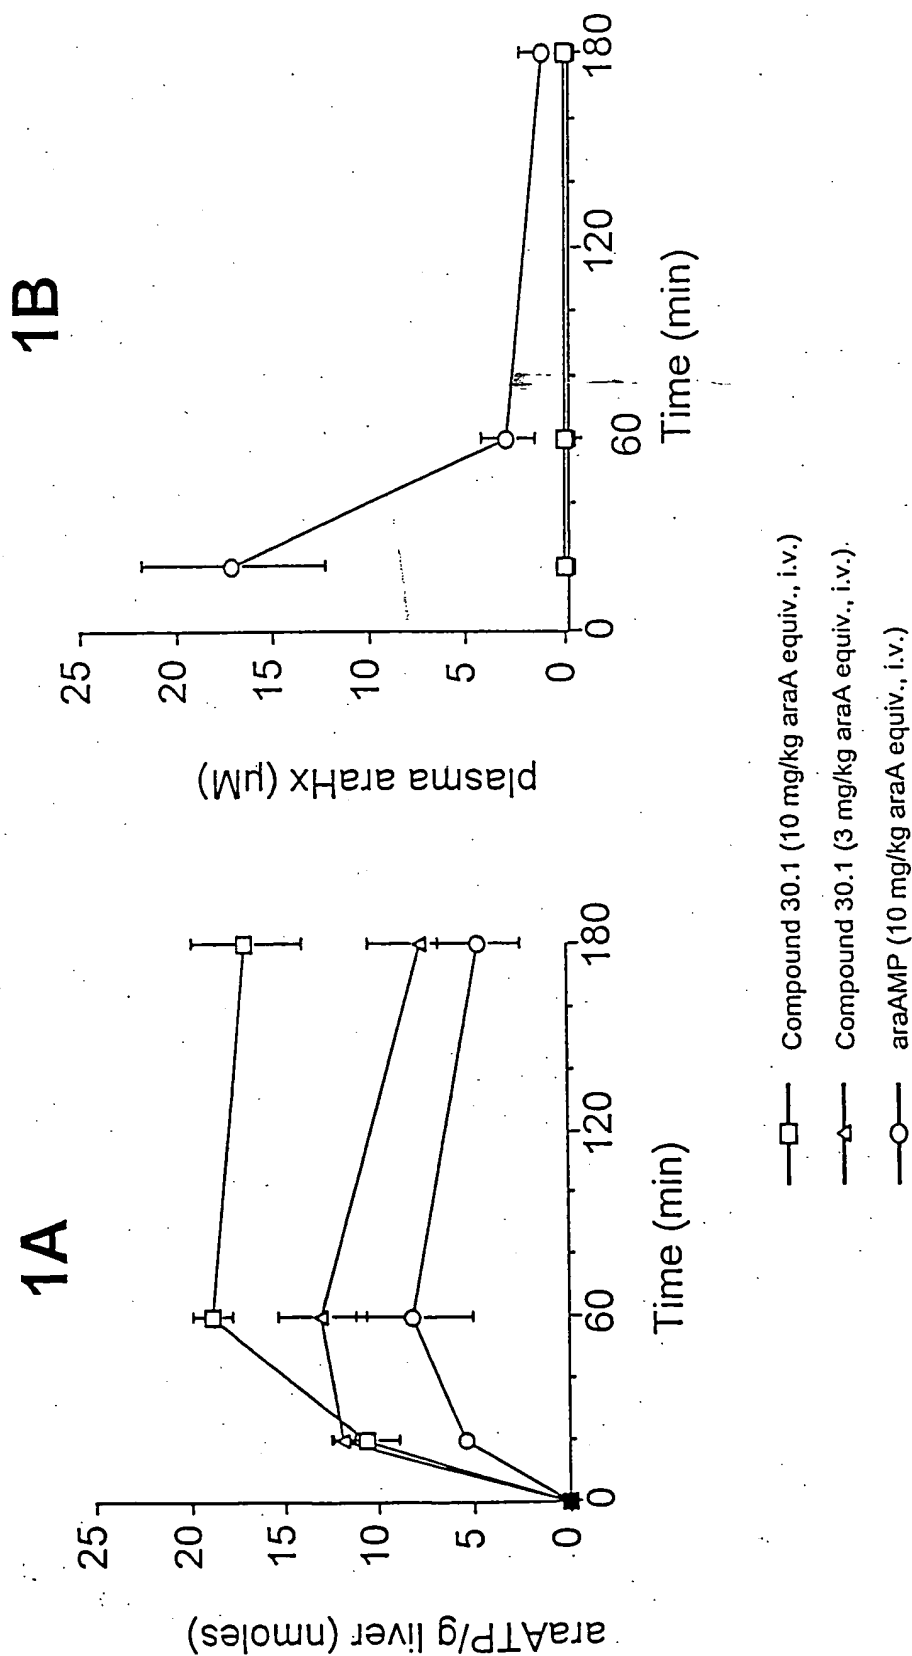 1A
araATP/g liver (nmoles)
25
20
15
10
5
0
0
60
120
180
Time (min)
1B
plasma araHx (µM)
25
20
15
10
5
0
0
60
120
180
Time (min)
Compound 30.1 (10 mg/kg araA equiv., i.v.)
Compound 30.1 (3 mg/kg araA equiv., i.v.).
araAMP (10 mg/kg araA equiv., i.v.)